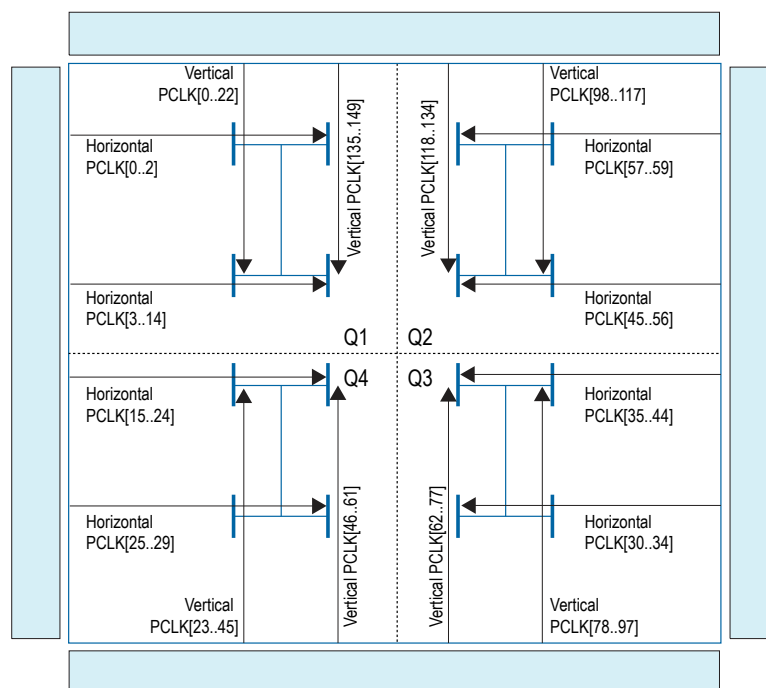 Vertical
PCLK[0..22]
Vertical
PCLK[98..117]
Vertical PCLK[135..149]
Vertical PCLK[118..134]
Horizontal
PCLK[0..2]
Horizontal
PCLK[57..59]
Horizontal
PCLK[3..14]
Horizontal
PCLK[45..56]
Q1
Q2
Q4
Q3
Horizontal
PCLK[15..24]
Horizontal
PCLK[35..44]
Vertical PCLK[46..61]
Vertical PCLK[62..77]
Horizontal
PCLK[25..29]
Horizontal
PCLK[30..34]
Vertical
PCLK[23..45]
Vertical
PCLK[78..97]